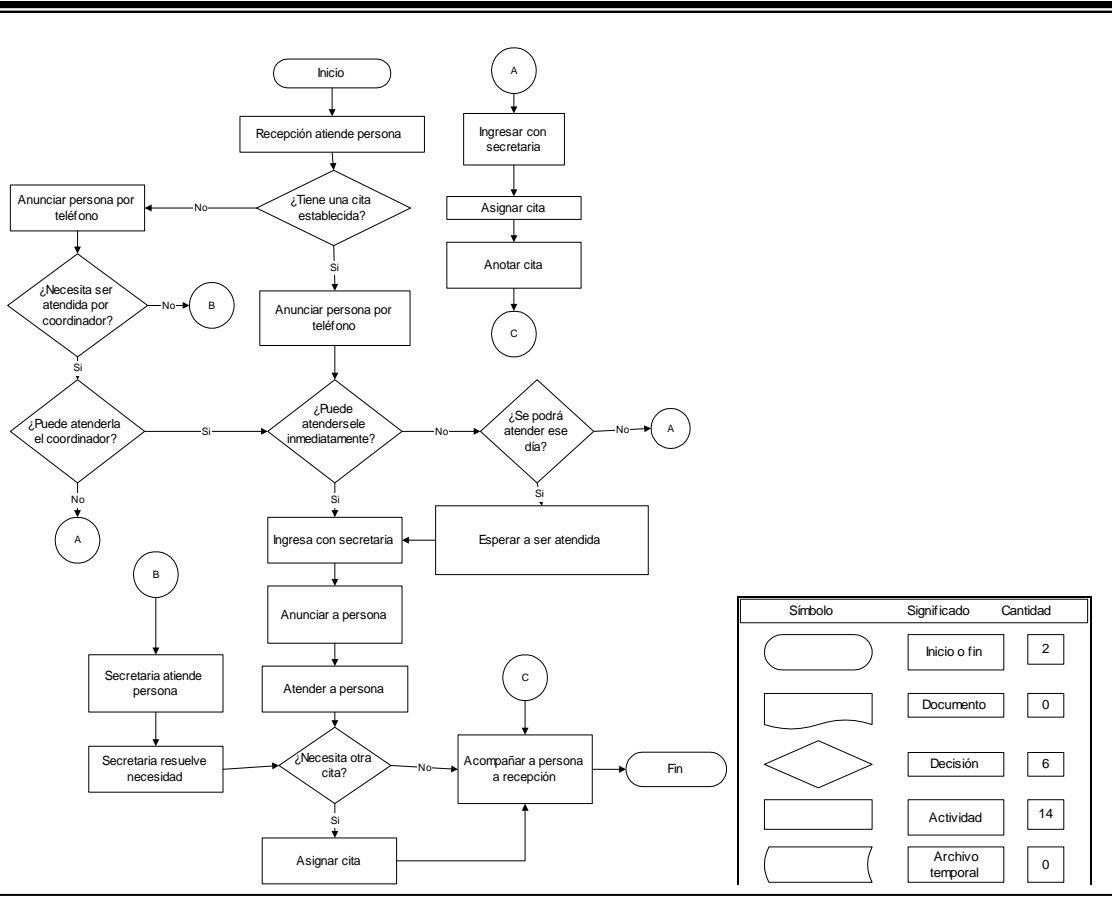 Inicio
Recepción atiende persona
¿Tiene una cita
establecida?
No
Anunciar persona por
teléfono
¿Necesita ser
atendida por
coordinador?
No
B
Si
¿Puede atenderla
el coordinador?
No
A
Si
Si
Anunciar persona por
teléfono
¿Puede
atendersele
inmediatamente?
No
¿Se podrá
atender ese
día?
No
A
Si
Esperar a ser atendida
Si
Ingresa con secretaria
Anunciar a persona
Atender a persona
¿Necesita otra
cita?
No
Si
Asignar cita
B
Secretaria atiende
persona
Secretaria resuelve
necesidad
A
Ingresar con
secretaria
Asignar cita
Anotar cita
C
C
Acompañar a persona
a recepción
Fin
Símbolo Significado Cantidad
Inicio o fin 2
Documento 0
Decisión 6
Actividad 14
Archivo
temporal 0